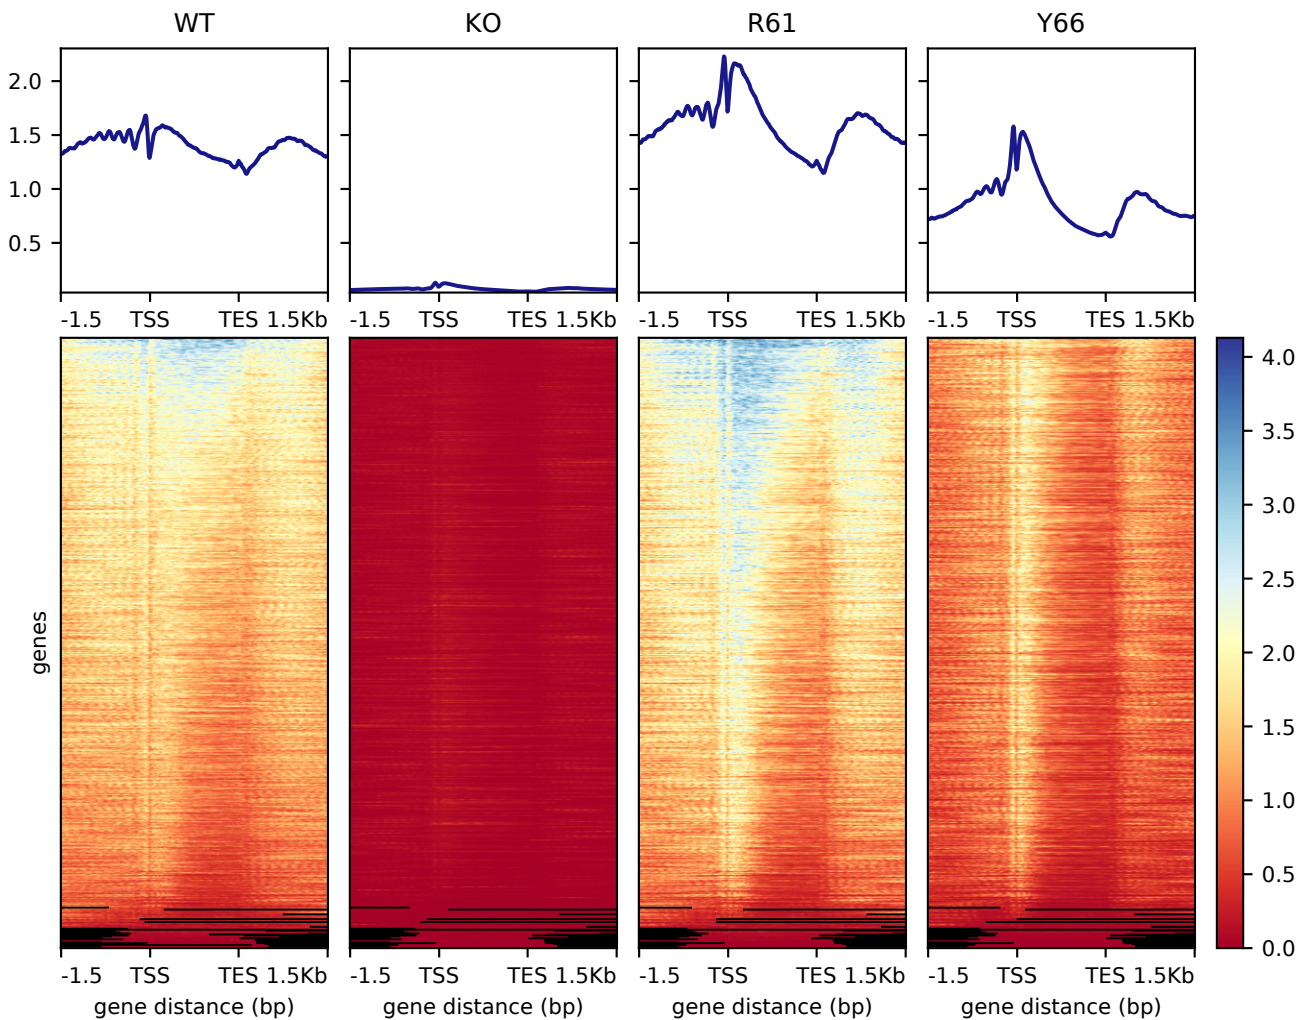 WT KO R61 Y66
2.0
1.5
1.0
0.5
-1.5 TSS TES 1.5Kb -1.5 TSS TES 1.5Kb -1.5 TSS TES 1.5Kb -1.5 TSS TES 1.5Kb
genes
4.0
3.5
3.0
2.5
2.0
1.5
1.0
0.5
0.0
-1.5 TSS TES 1.5Kb -1.5 TSS TES 1.5Kb -1.5 TSS TES 1.5Kb -1.5 TSS TES 1.5Kb
gene distance (bp) gene distance (bp) gene distance (bp) gene distance (bp)